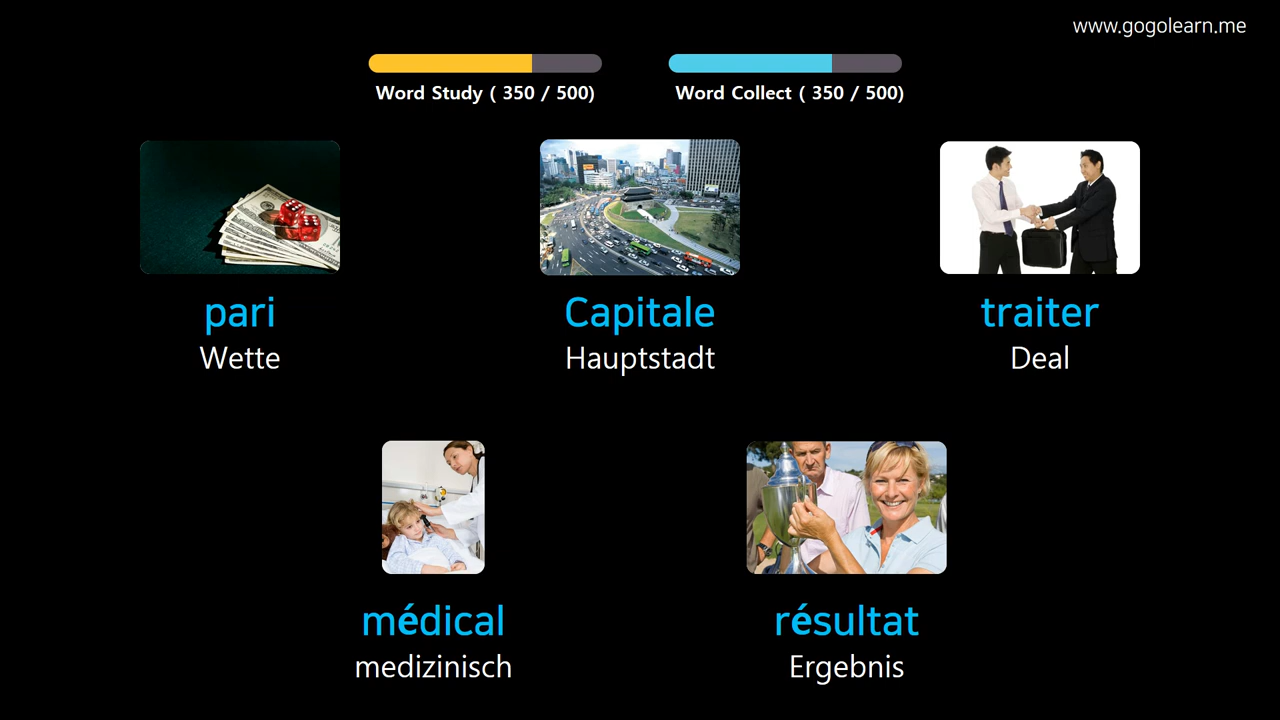 www.gogolearn.me
Word Study ( 350 / 500)
Word Collect ( 350 / 500)
pari
Capitale
traiter
Wette
Hauptstadt
Deal
médical
résultat
medizinisch
Ergebnis